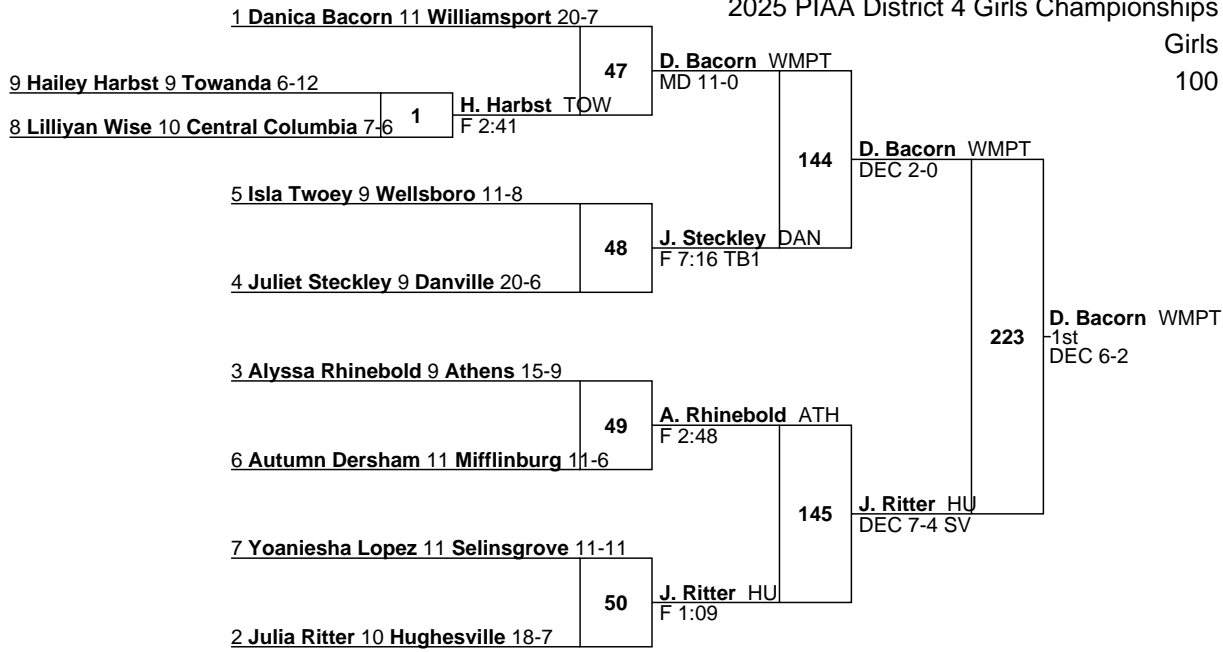 2025 PIAA District 4 Girls Championships
Girls
100
1 Danica Bacorn 11 Williamsport 20-7
47
D. Bacorn WMPT
MD 11-0
9 Hailey Harbst 9 Towanda 6-12
1
H. Harbst TOW
F 2:41
8 Lilliyan Wise 10 Central Columbia 7-6
144
D. Bacorn WMPT
DEC 2-0
5 Isla Twoey 9 Wellsboro 11-8
48
J. Steckley DAN
F 7:16 TB1
4 Juliet Steckley 9 Danville 20-6
223
D. Bacorn WMPT
1st
DEC 6-2
3 Alyssa Rhinebold 9 Athens 15-9
49
A. Rhinebold ATH
F 2:48
6 Autumn Dersham 11 Mifflinburg 11-6
145
J. Ritter HU
DEC 7-4 SV
7 Yoaniesha Lopez 11 Selinsgrove 11-11
50
J. Ritter HU
F 1:09
2 Julia Ritter 10 Hughesville 18-7